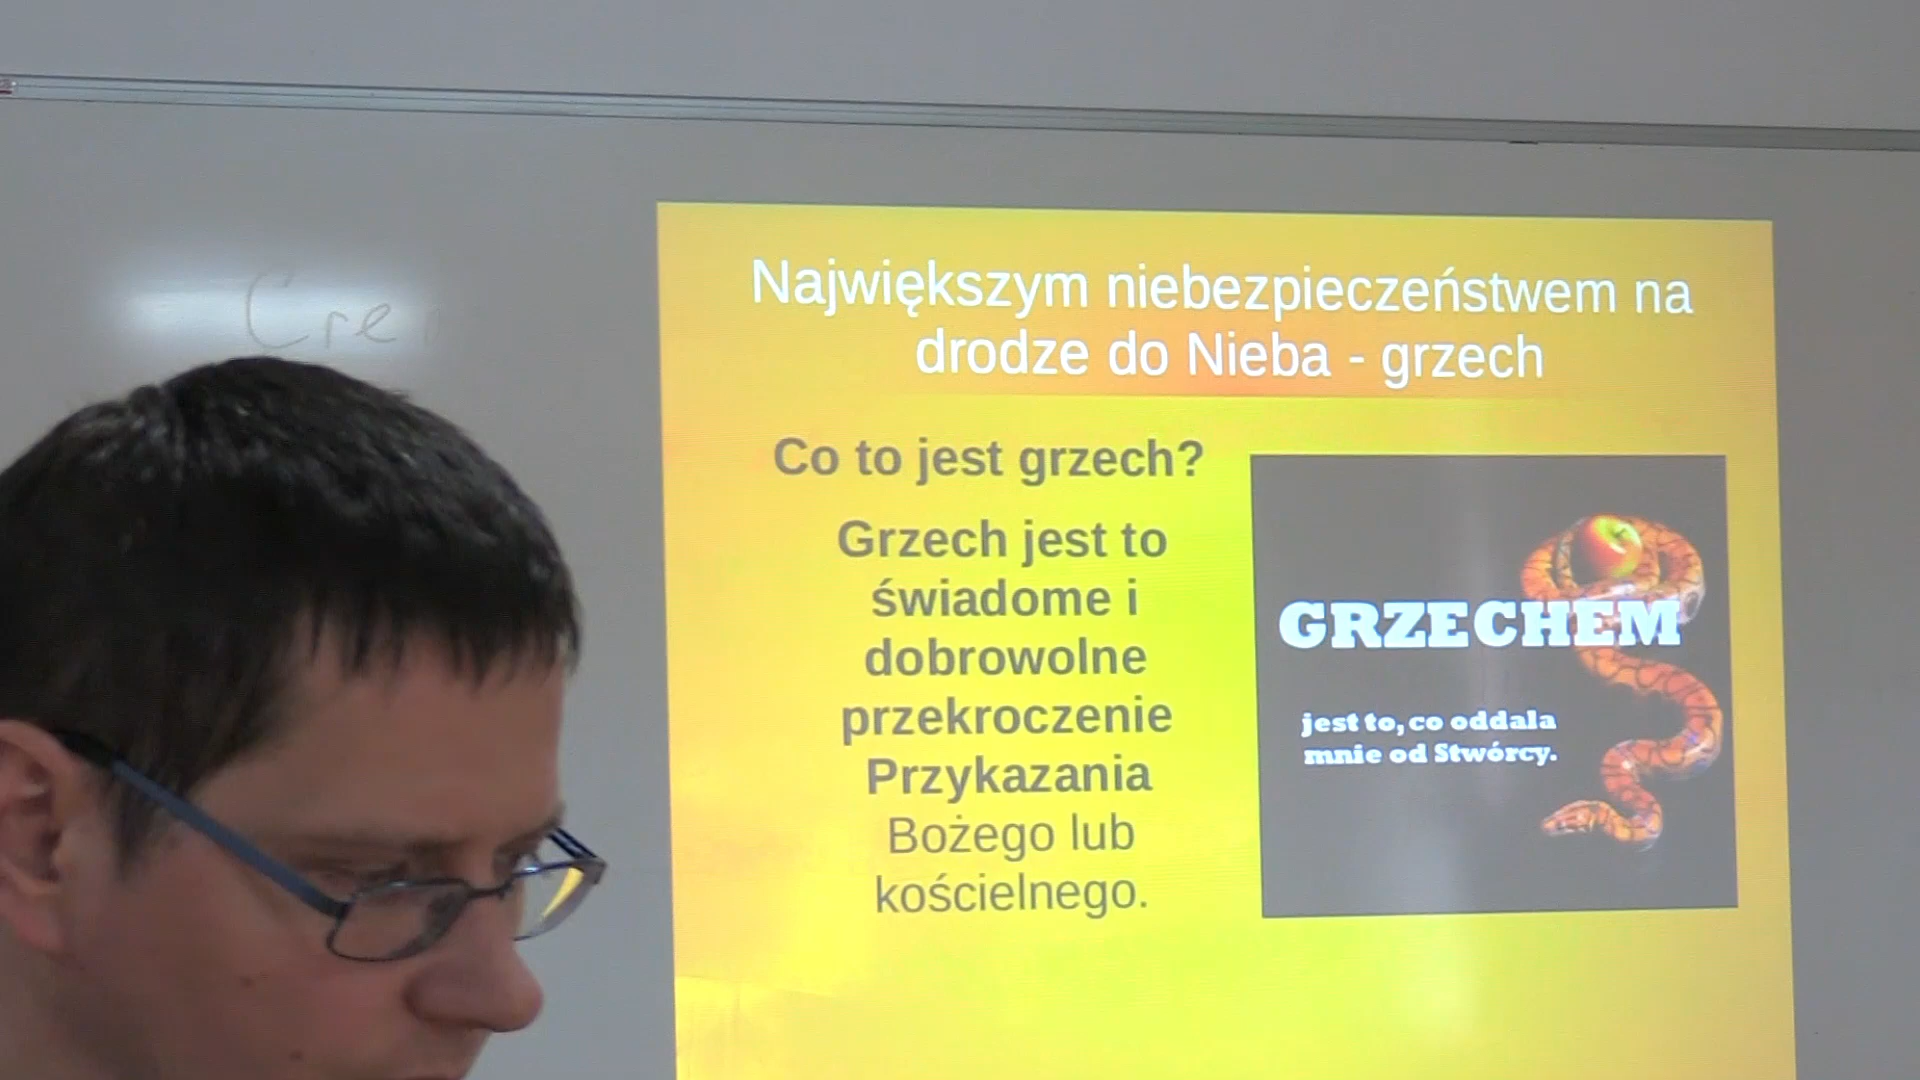 Cre
Największym niebezpieczeństwem na
drodze do Nieba - grzech
Co to jest grzech?
Grzech jest to
świadome i
dobrowolne
przekroczenie
Przykazania
Bożego lub
kościelnego.
GRZECHEM
jest to, co oddala
mnie od Stwórcy.